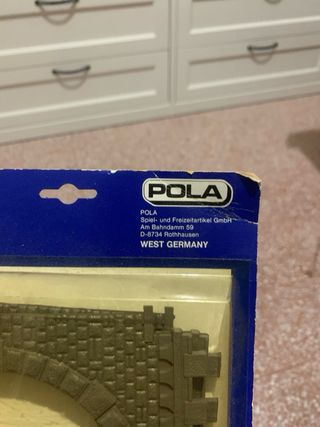 POLA
POLA
Spiel- und Freizeitartikel GmbH
Am Bahndamm 59
D-8734 Rothhausen
WEST GERMANY